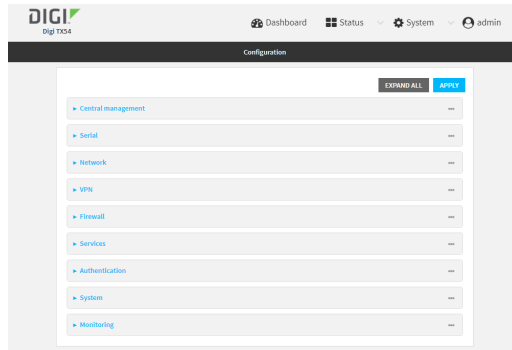 DIGI
Digi TX54
Dashboard Status System admin
Configuration
EXPAND ALL APPLY
Central management
Serial
Network
VPN
Firewall
Services
Authentication
System
Monitoring